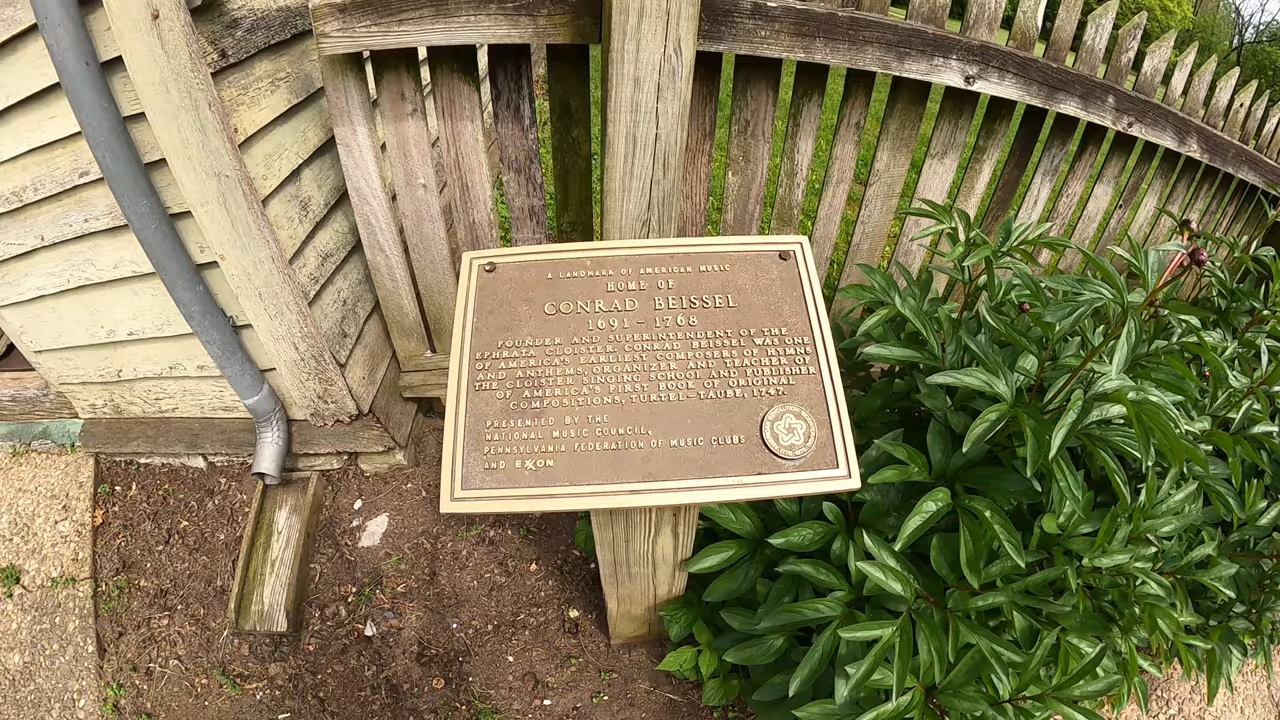 A LANDMARK OF AMERICAN MUSIC
HOME OF
CONRAD BEISSEL
1691 - 1768
FOUNDER AND SUPERINTENDENT OF THE
EPHRATA CLOISTER, CONRAD BEISSEL WAS ONE
OF AMERICA'S EARLIEST COMPOSERS OF HYMNS
AND ANTHEMS, ORGANIZER AND TEACHER OF
THE CLOISTER SINGING SCHOOL AND PUBLISHER
OF AMERICA'S FIRST BOOK OF ORIGINAL
COMPOSITIONS, TURTEL-TAUBE, 1747.
PRESENTED BY THE
NATIONAL MUSIC COUNCIL,
PENNSYLVANIA FEDERATION OF MUSIC CLUBS
AND EXXON